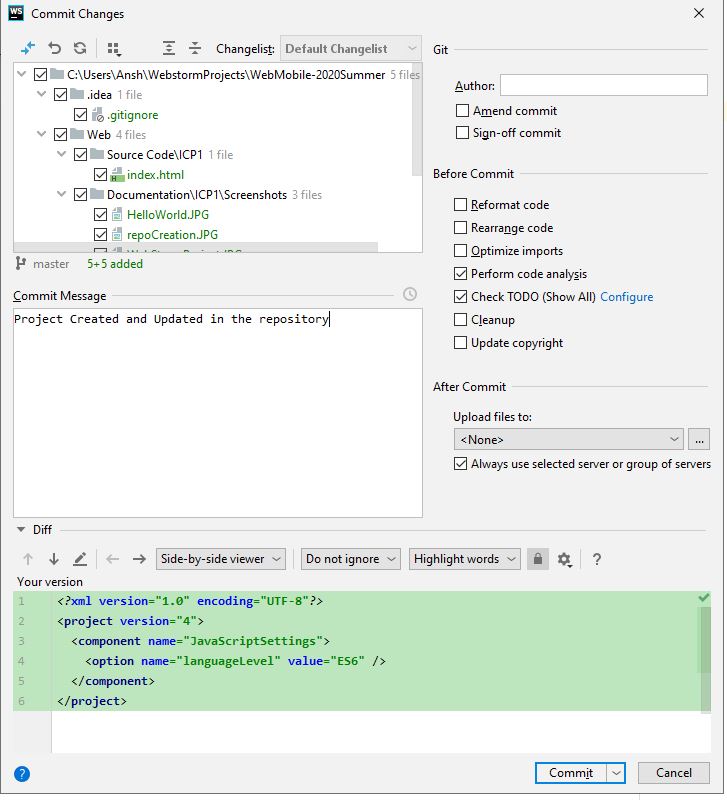 WS Commit Changes
Changelist: Default Changelist
C:\Users\Ansh\WebstormProjects\WebMobile-2020Summer 5 files
.idea 1 file
.gitignore
Web 4 files
Source Code\ICP1 1 file
H index.html
Documentation\ICP1\Screenshots 3 files
HelloWorld.JPG
repoCreation.JPG
master 5+5 added
Commit Message
Project Created and Updated in the repository
Git
Author:
Amend commit
Sign-off commit
Before Commit
Reformat code
Rearrange code
Optimize imports
Perform code analysis
Check TODO (Show All) Configure
Cleanup
Update copyright
After Commit
Upload files to:
<None> ...
Always use selected server or group of servers
Diff
Side-by-side viewer Do not ignore Highlight words ?
Your version
1 <?xml version="1.0" encoding="UTF-8"?>
2 <project version="4">
3 <component name="JavaScriptSettings">
4 <option name="languageLevel" value="ES6" />
5 </component>
6 </project>
? Commit Cancel